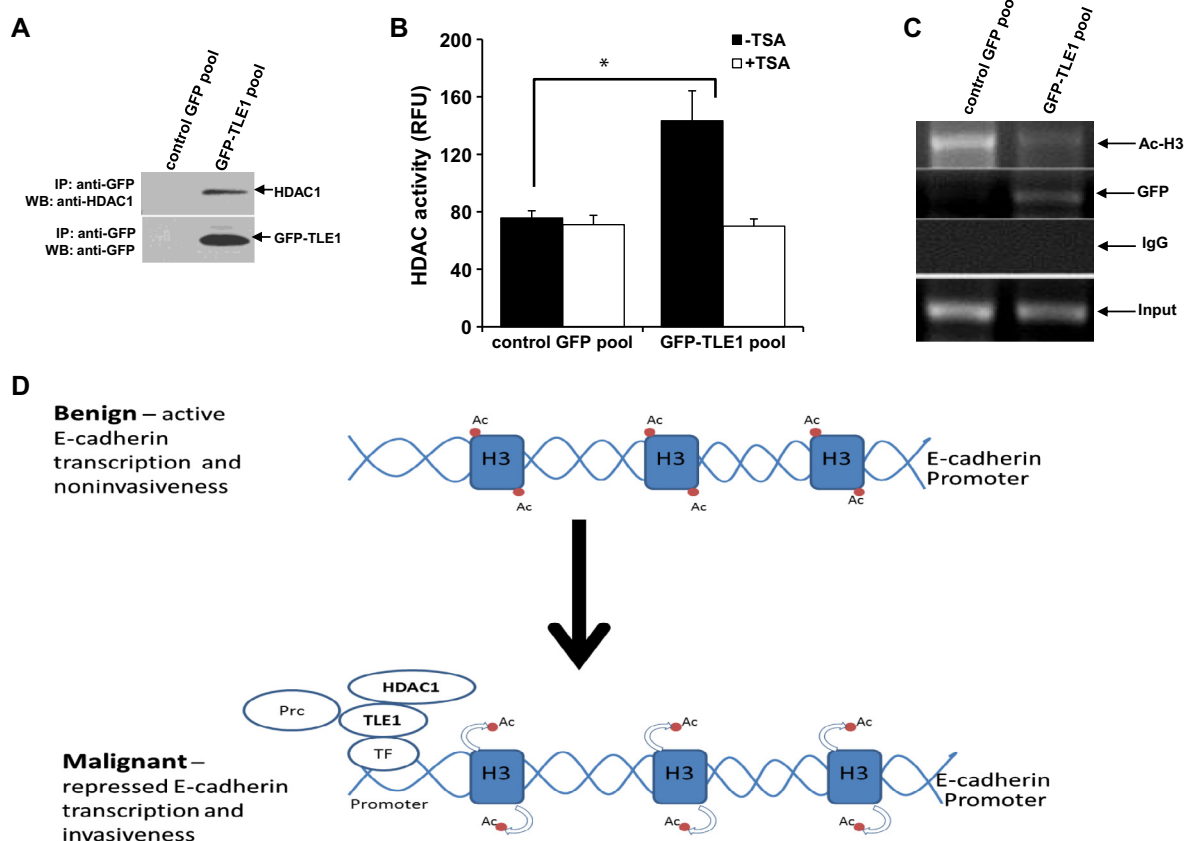 A
control GFP pool
GFP-TLE1 pool
IP: anti-GFP
WB: anti-HDAC1
HDAC1
IP: anti-GFP
WB: anti-GFP
GFP-TLE1
B
HDAC activity (RFU)
200
160
120
80
40
0
*
-TSA
+TSA
control GFP pool
GFP-TLE1 pool
C
control GFP pool
GFP-TLE1 pool
Ac-H3
GFP
IgG
Input
D
Benign – active
E-cadherin
transcription and
noninvasiveness
Ac
Ac
Ac
H3
H3
H3
Ac
Ac
Ac
E-cadherin
Promoter
HDAC1
Prc
TLE1
TF
Promoter
Malignant –
repressed E-cadherin
transcription and
invasiveness
Ac
Ac
Ac
H3
H3
H3
Ac
Ac
Ac
E-cadherin
Promoter